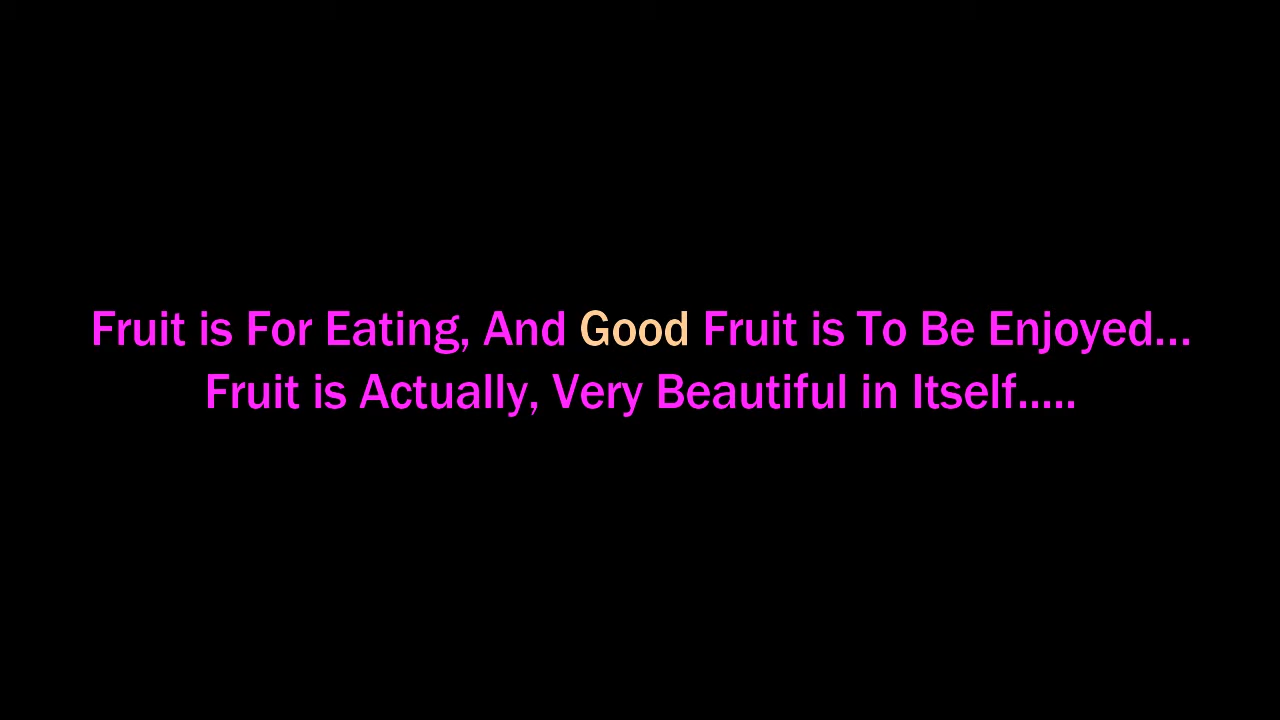 Fruit is For Eating, And Good Fruit is To Be Enjoyed...
Fruit is Actually, Very Beautiful in Itself.....